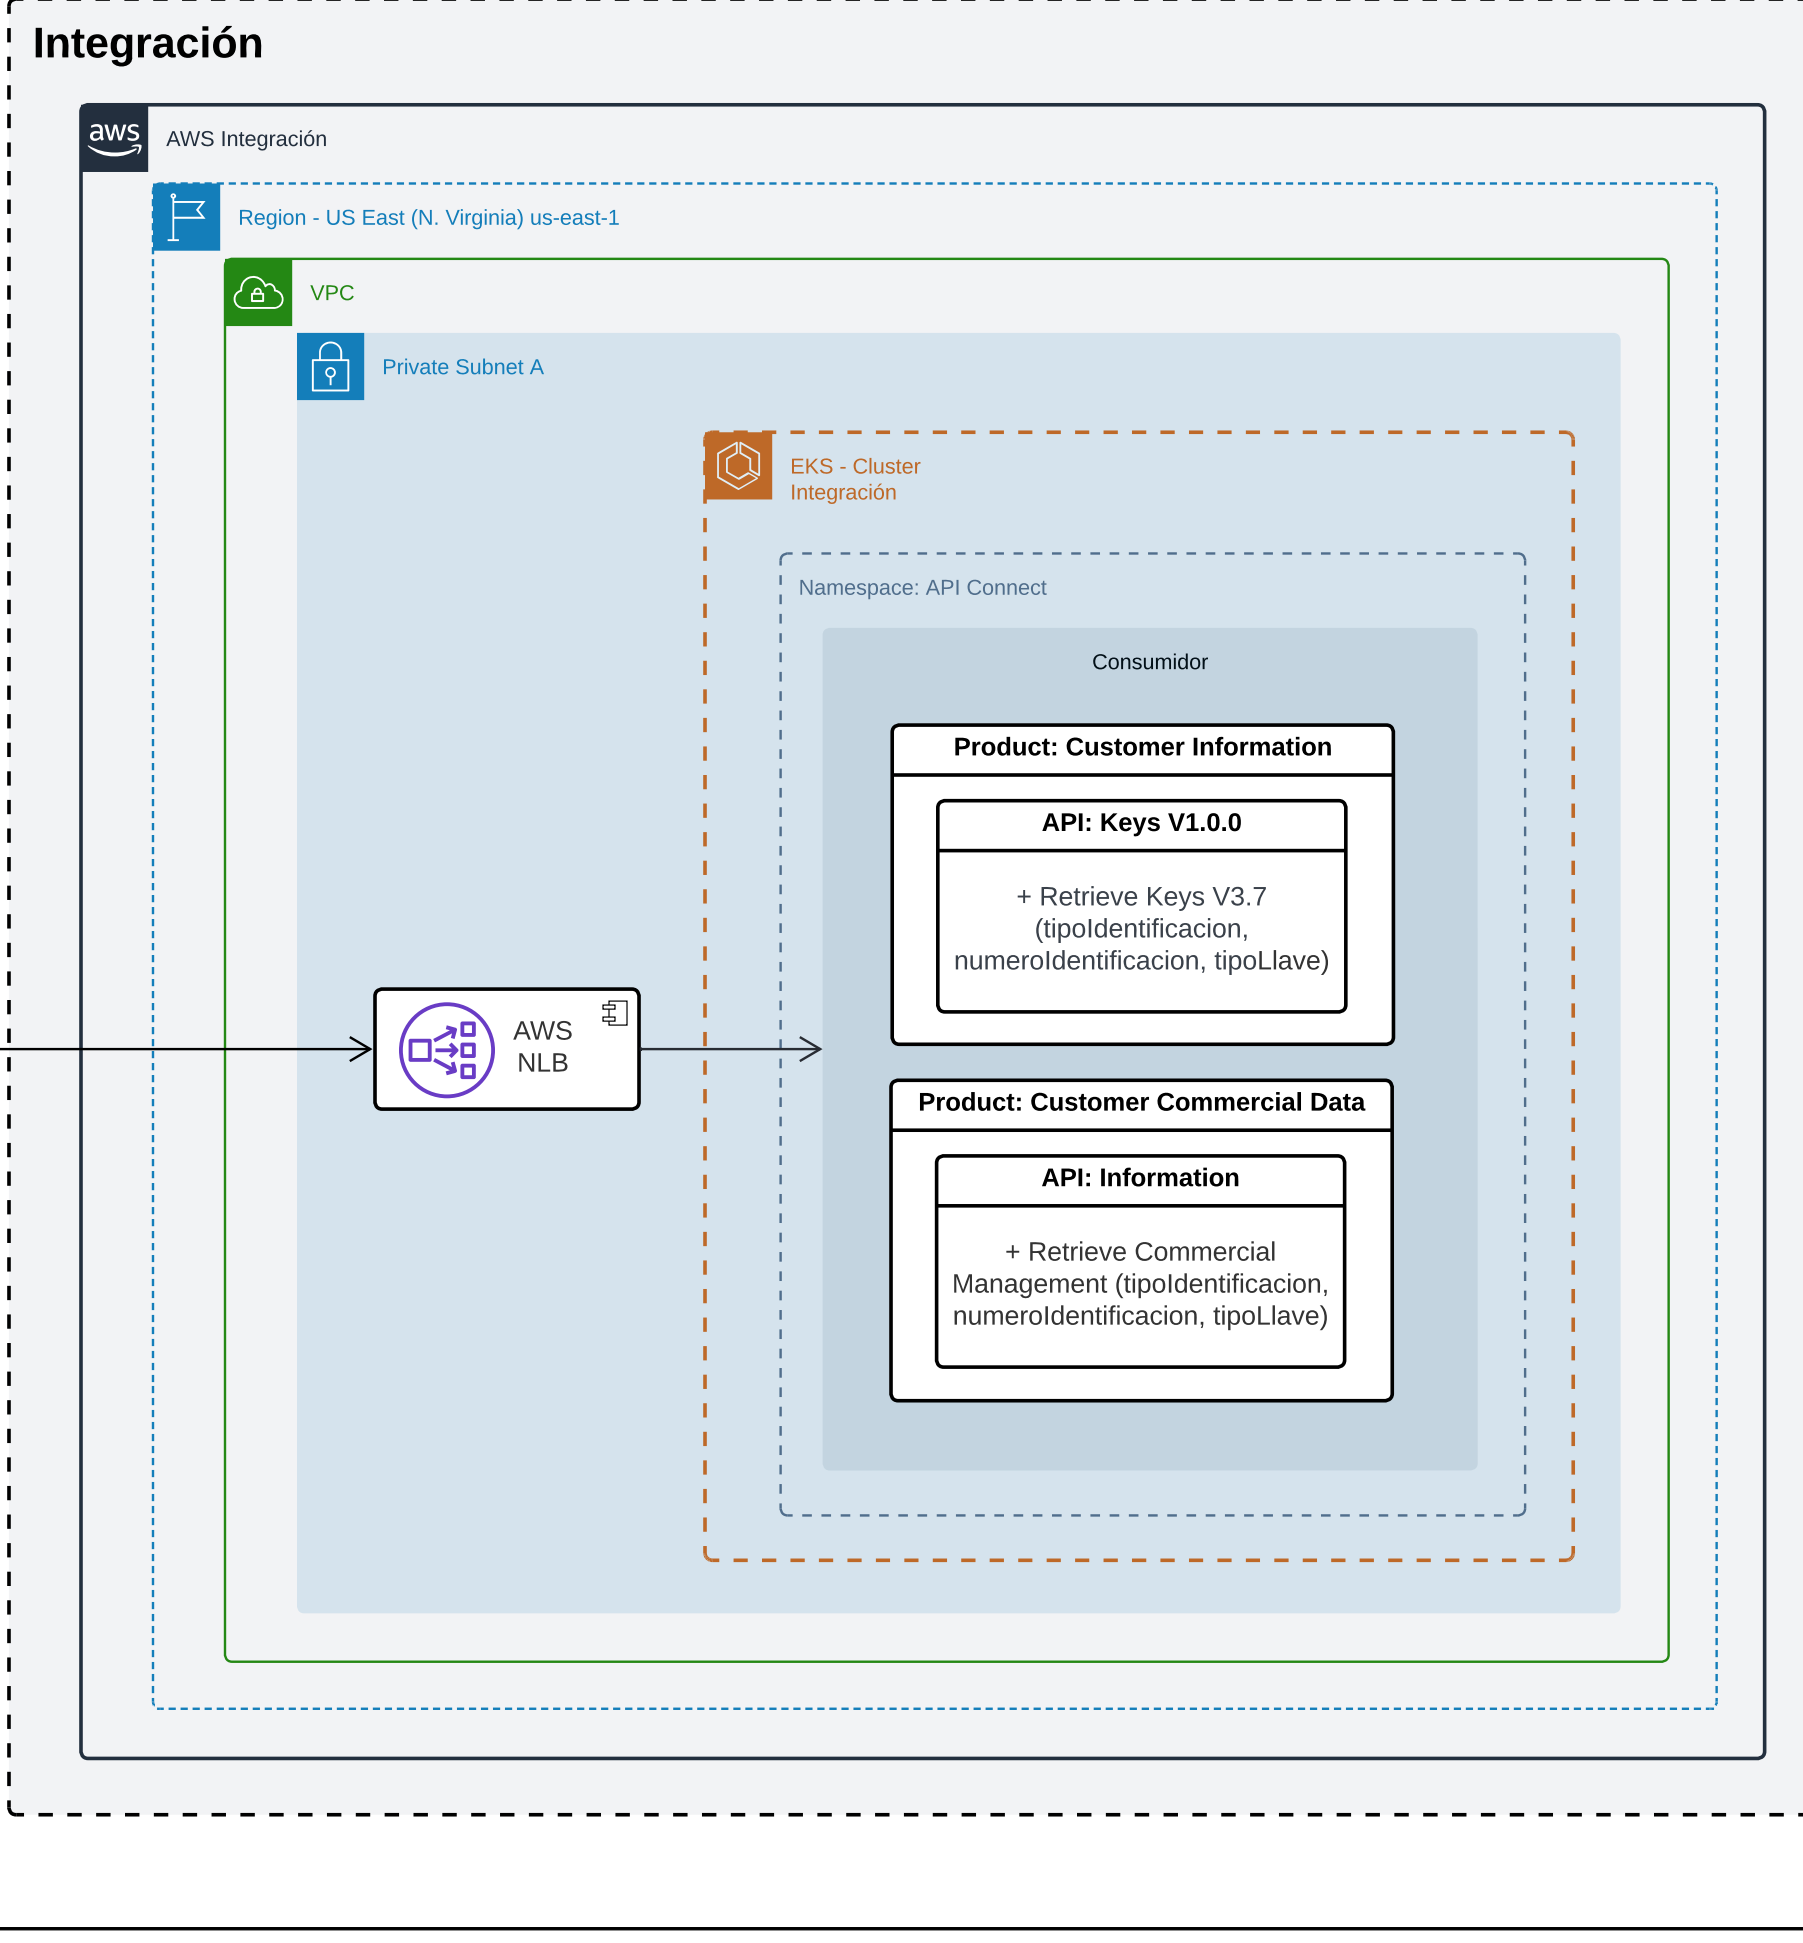 Integración
aws
AWS Integración
Region - US East (N. Virginia) us-east-1
VPC
Private Subnet A
EKS - Cluster
Integración
Namespace: API Connect
Consumidor
Product: Customer Information
API: Keys V1.0.0
+ Retrieve Keys V3.7
(tipoIdentificacion,
numeroIdentificacion, tipoLlave)
AWS
NLB
Product: Customer Commercial Data
API: Information
+ Retrieve Commercial
Management (tipoIdentificacion,
numeroIdentificacion, tipoLlave)